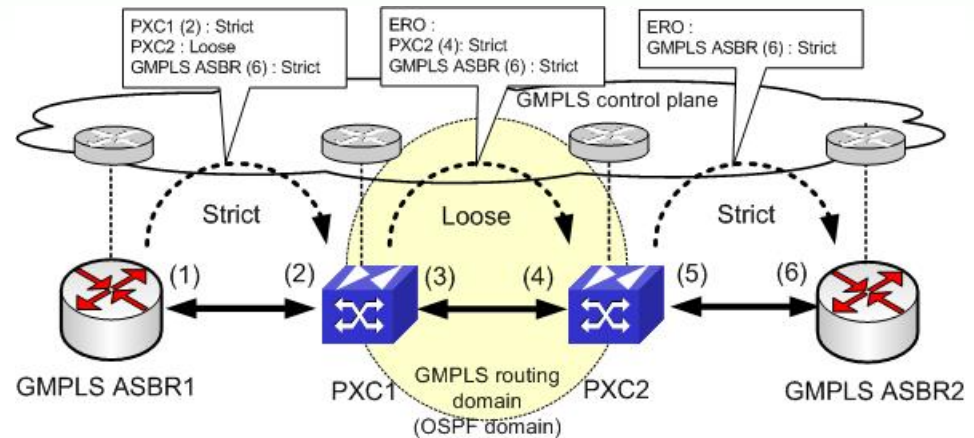 PXC1 (2) : Strict
PXC2 : Loose
GMPLS ASBR (6) : Strict
ERO :
PXC2 (4): Strict
GMPLS ASBR (6) : Strict
ERO :
GMPLS ASBR (6) : Strict
GMPLS control plane
Strict
Loose
Strict
(1)
(2)
(3)
(4)
(5)
(6)
GMPLS ASBR1
PXC1
GMPLS routing
domain
(OSPF domain)
PXC2
GMPLS ASBR2